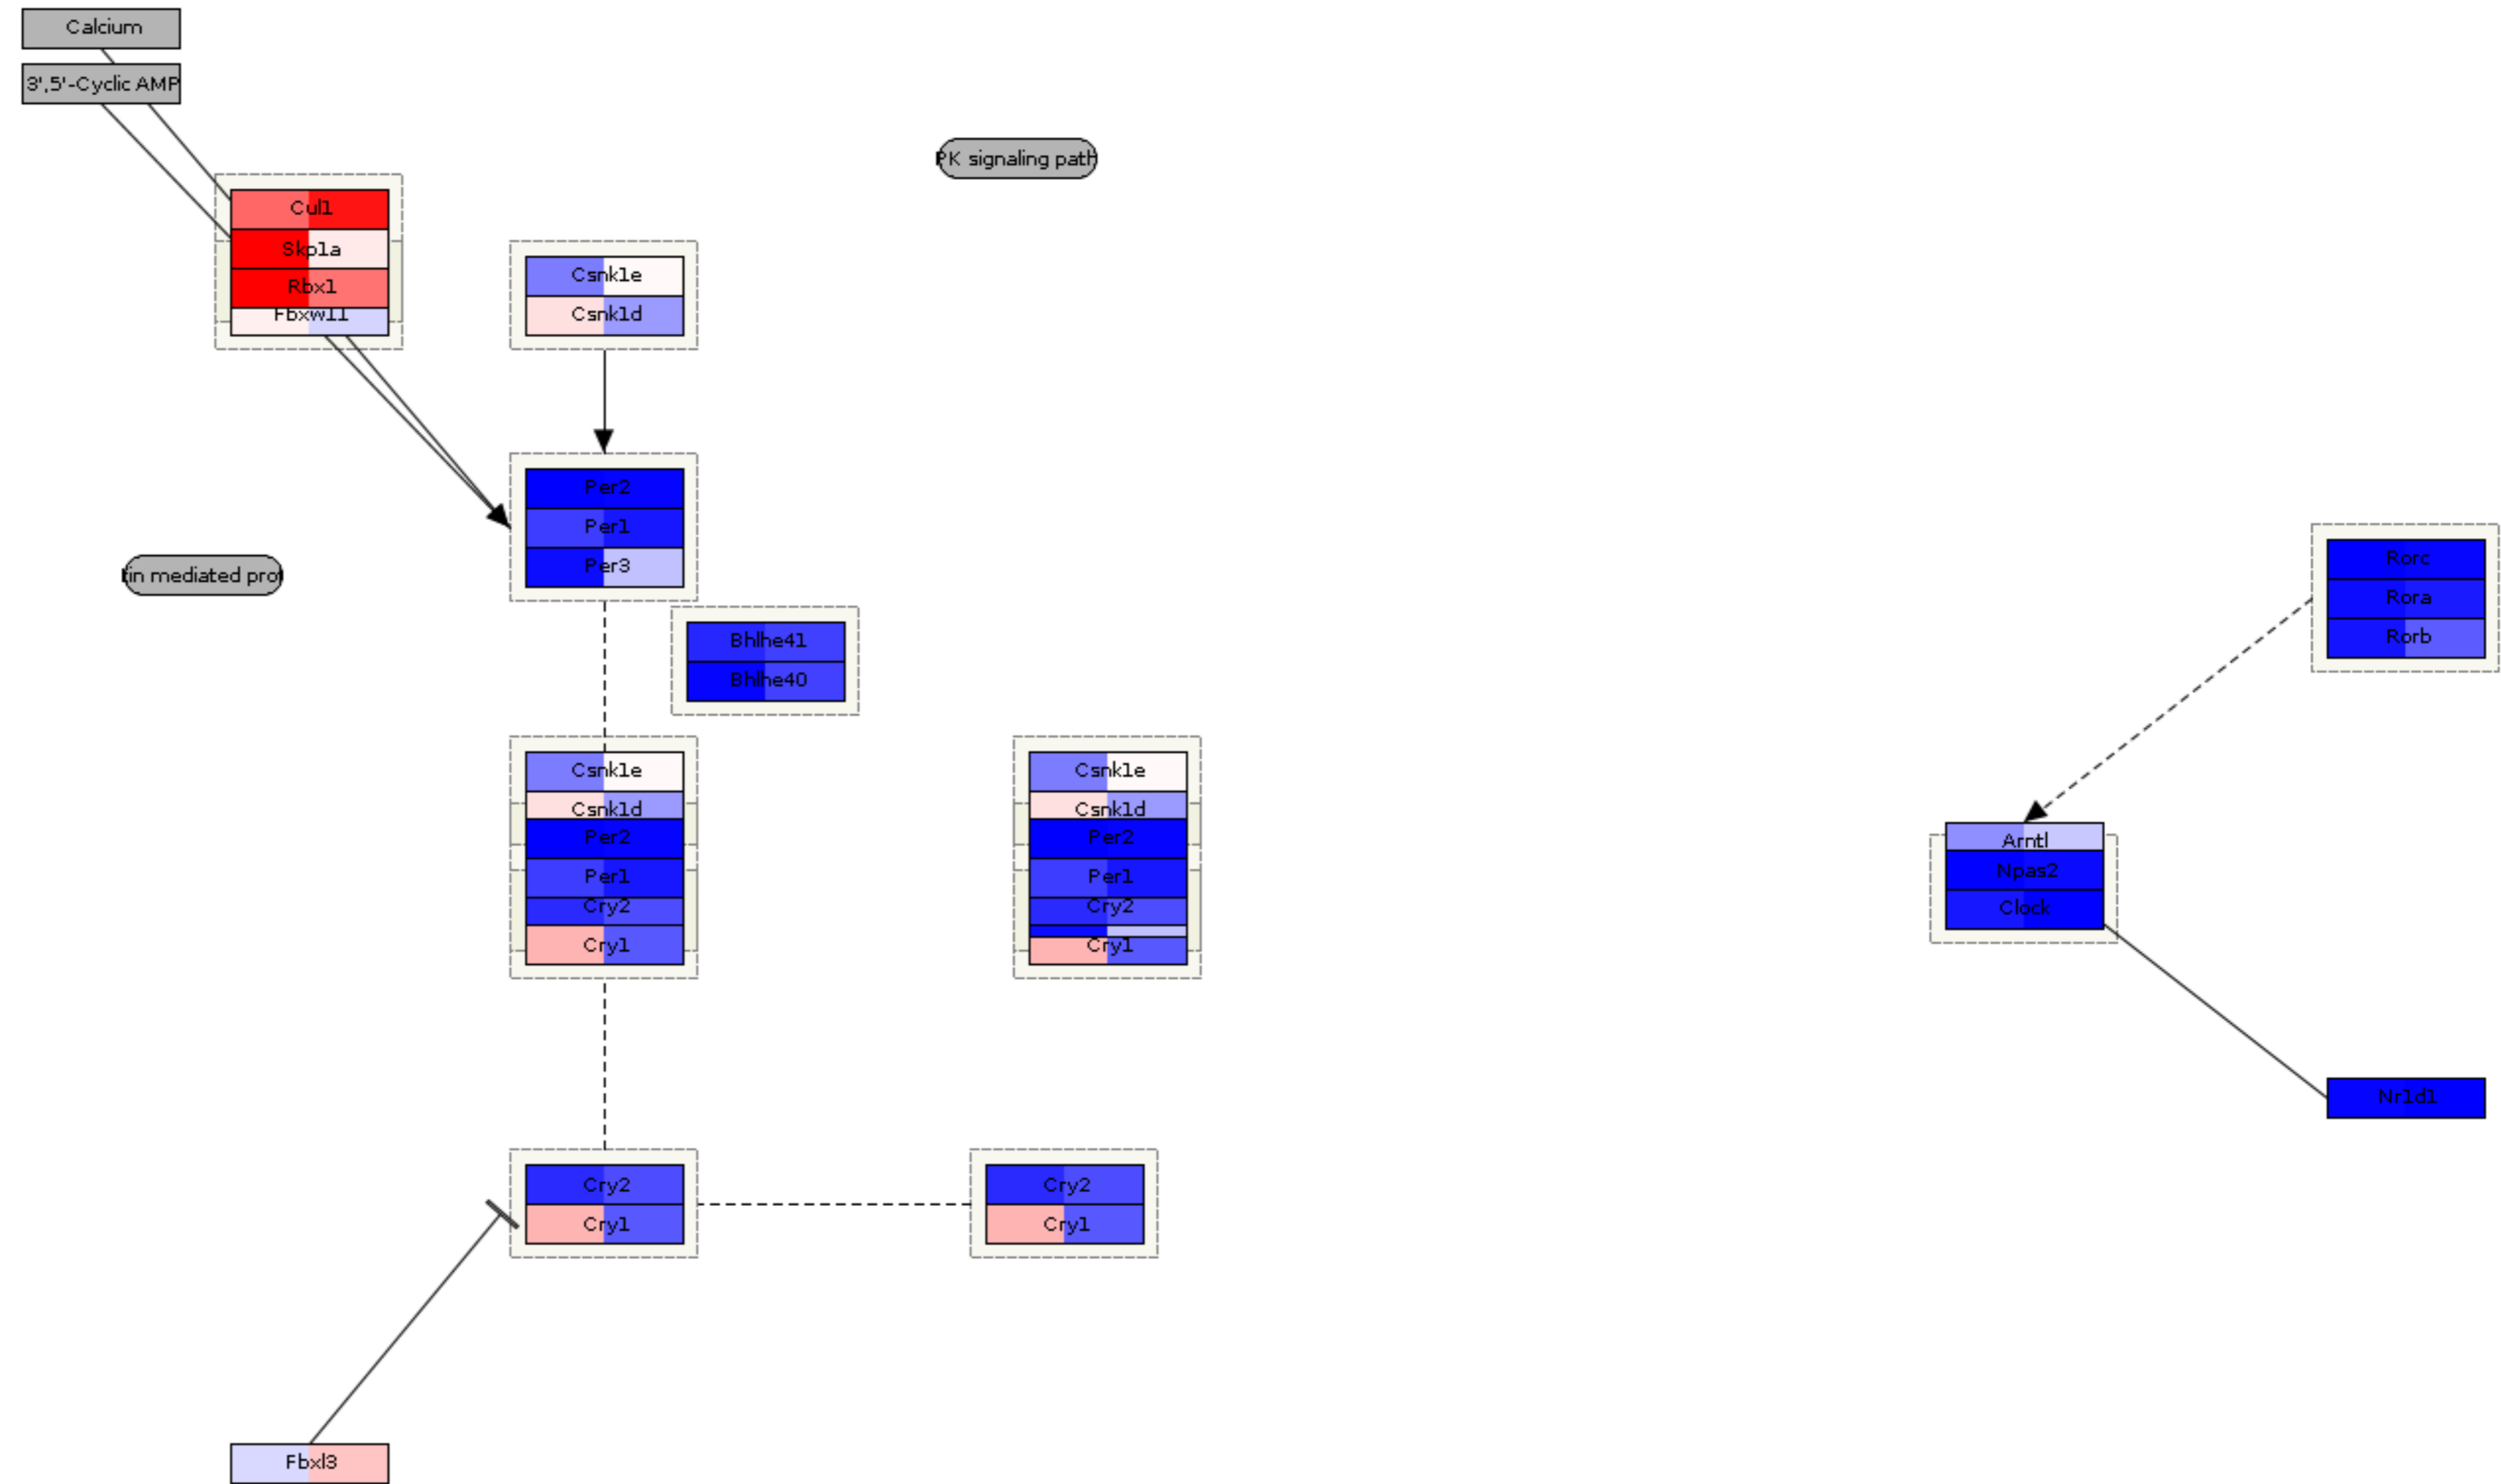 Calcium
3',5'-Cyclic AMP
PK signaling path
Cul1
Skp1a
Rbx1
Fbxw11
Csnk1e
Csnk1d
Per2
Per1
Per3
tin mediated prot
Bhlhe41
Bhlhe40
Rorc
Rora
Rorb
Csnk1e
Csnk1d
Per2
Per1
Cry2
Cry1
Csnk1e
Csnk1d
Per2
Per1
Cry2
Cry1
Arntl
Npas2
Clock
Nr1d1
Cry2
Cry1
Cry2
Cry1
Fbxl3